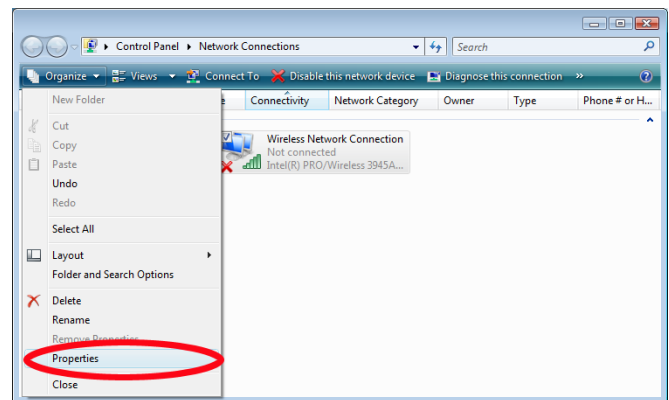 Control Panel ▸ Network Connections
Search
Organize Views Connect To Disable this network device Diagnose this connection » ?
Connectivity Network Category Owner Type Phone # or H...
New Folder
Cut
Copy
Paste
Undo
Redo
Select All
Layout
Folder and Search Options
Delete
Rename
Remove Properties
Properties
Close
Wireless Network Connection
Not connected
Intel(R) PRO/Wireless 3945A...